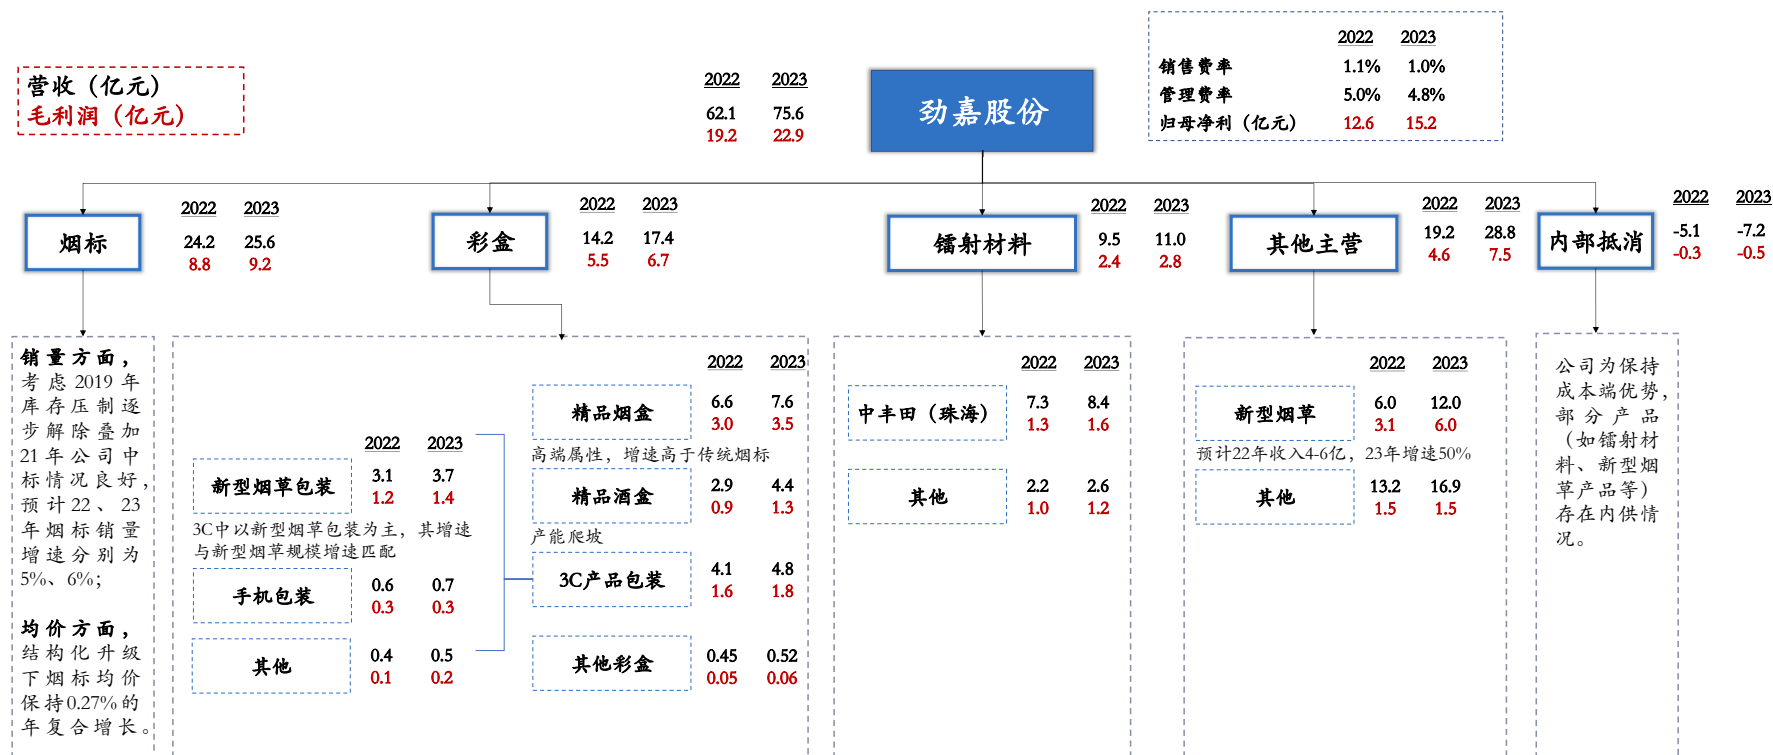 营收（亿元）
毛利润（亿元）
2022 2023
62.1 75.6
19.2 22.9
劲嘉股份
2022 2023
销售费率 1.1% 1.0%
管理费率 5.0% 4.8%
归母净利（亿元） 12.6 15.2
烟标
2022 2023
24.2 25.6
8.8 9.2
彩盒
2022 2023
14.2 17.4
5.5 6.7
镭射材料
2022 2023
9.5 11.0
2.4 2.8
其他主营
2022 2023
19.2 28.8
4.6 7.5
内部抵消
2022 2023
-5.1 -7.2
-0.3 -0.5
销量方面，
考虑2019年
库存压制逐
步解除叠加
21年公司中
标情况良好，
预计22、23
年烟标销量
增速分别为
5%、6%；
均价方面，
结构化升级
下烟标均价
保持0.27%的
年复合增长。
2022 2023
新型烟草包装
3.1 3.7
1.2 1.4
3C中以新型烟草包装为主，其增速
与新型烟草规模增速匹配
手机包装
0.6 0.7
0.3 0.3
其他
0.4 0.5
0.1 0.2
2022 2023
精品烟盒
6.6 7.6
3.0 3.5
高端属性，增速高于传统烟标
精品酒盒
2.9 4.4
0.9 1.3
产能爬坡
3C产品包装
4.1 4.8
1.6 1.8
其他彩盒
0.45 0.52
0.05 0.06
2022 2023
中丰田（珠海）
7.3 8.4
1.3 1.6
其他
2.2 2.6
1.0 1.2
2022 2023
新型烟草
6.0 12.0
3.1 6.0
预计22年收入4-6亿，23年增速50%
其他
13.2 16.9
1.5 1.5
公司为保持
成本端优势，
部分产品
（如镭射材
料、新型烟
草产品等）
存在内供情
况。